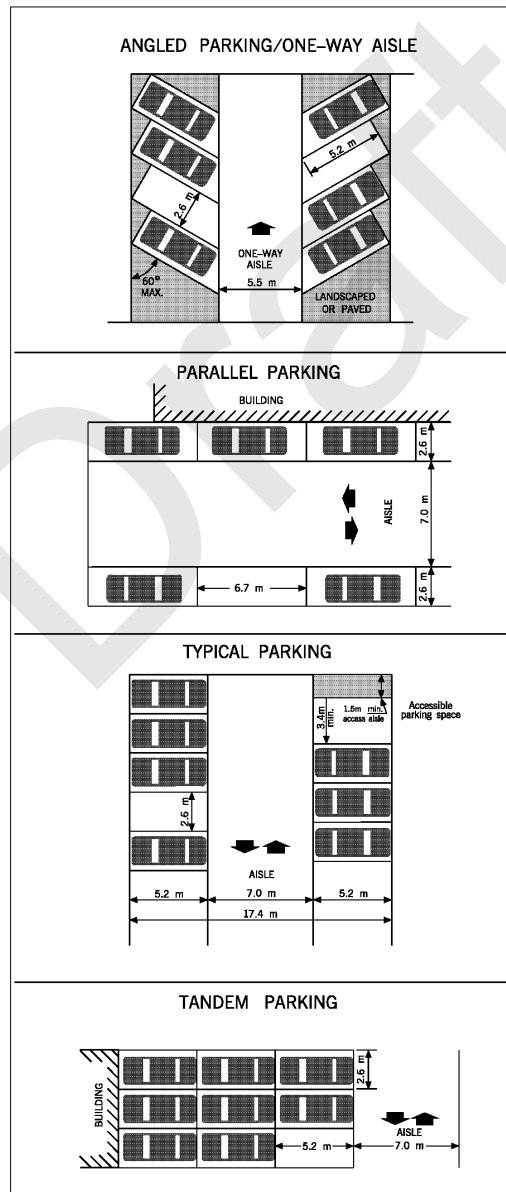 ANGLED PARKING/ONE-WAY AISLE
5.2 m
2.6 m
ONE-WAY
AISLE
60°
MAX.
5.5 m
LANDSCAPED
OR PAVED
PARALLEL PARKING
BUILDING
2.6 m
AISLE
7.0 m
6.7 m
2.6 m
TYPICAL PARKING
3.4m
min.
1.5m min.
access aisle
Accessible
parking space
2.6 m
AISLE
5.2 m
7.0 m
5.2 m
17.4 m
TANDEM PARKING
BUILDING
2.6 m
AISLE
5.2 m
7.0 m
Draft